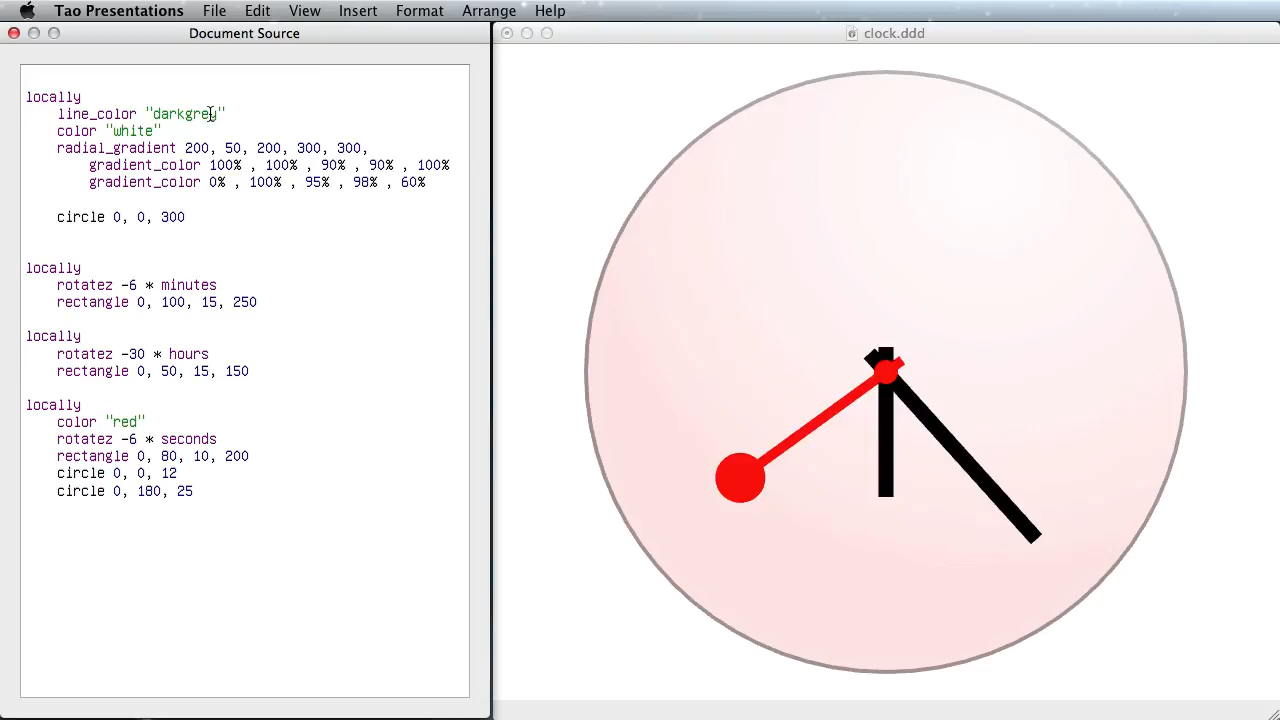 Tao Presentations File Edit View Insert Format Arrange Help
Document Source
clock.ddd
locally
line_color "darkgrey"
color "white"
radial_gradient 200, 50, 200, 300, 300,
gradient_color 100% , 100% , 90% , 90% , 100%
gradient_color 0% , 100% , 95% , 98% , 60%
circle 0, 0, 300
locally
rotatez -6 * minutes
rectangle 0, 100, 15, 250
locally
rotatez -30 * hours
rectangle 0, 50, 15, 150
locally
color "red"
rotatez -6 * seconds
rectangle 0, 80, 10, 200
circle 0, 0, 12
circle 0, 180, 25